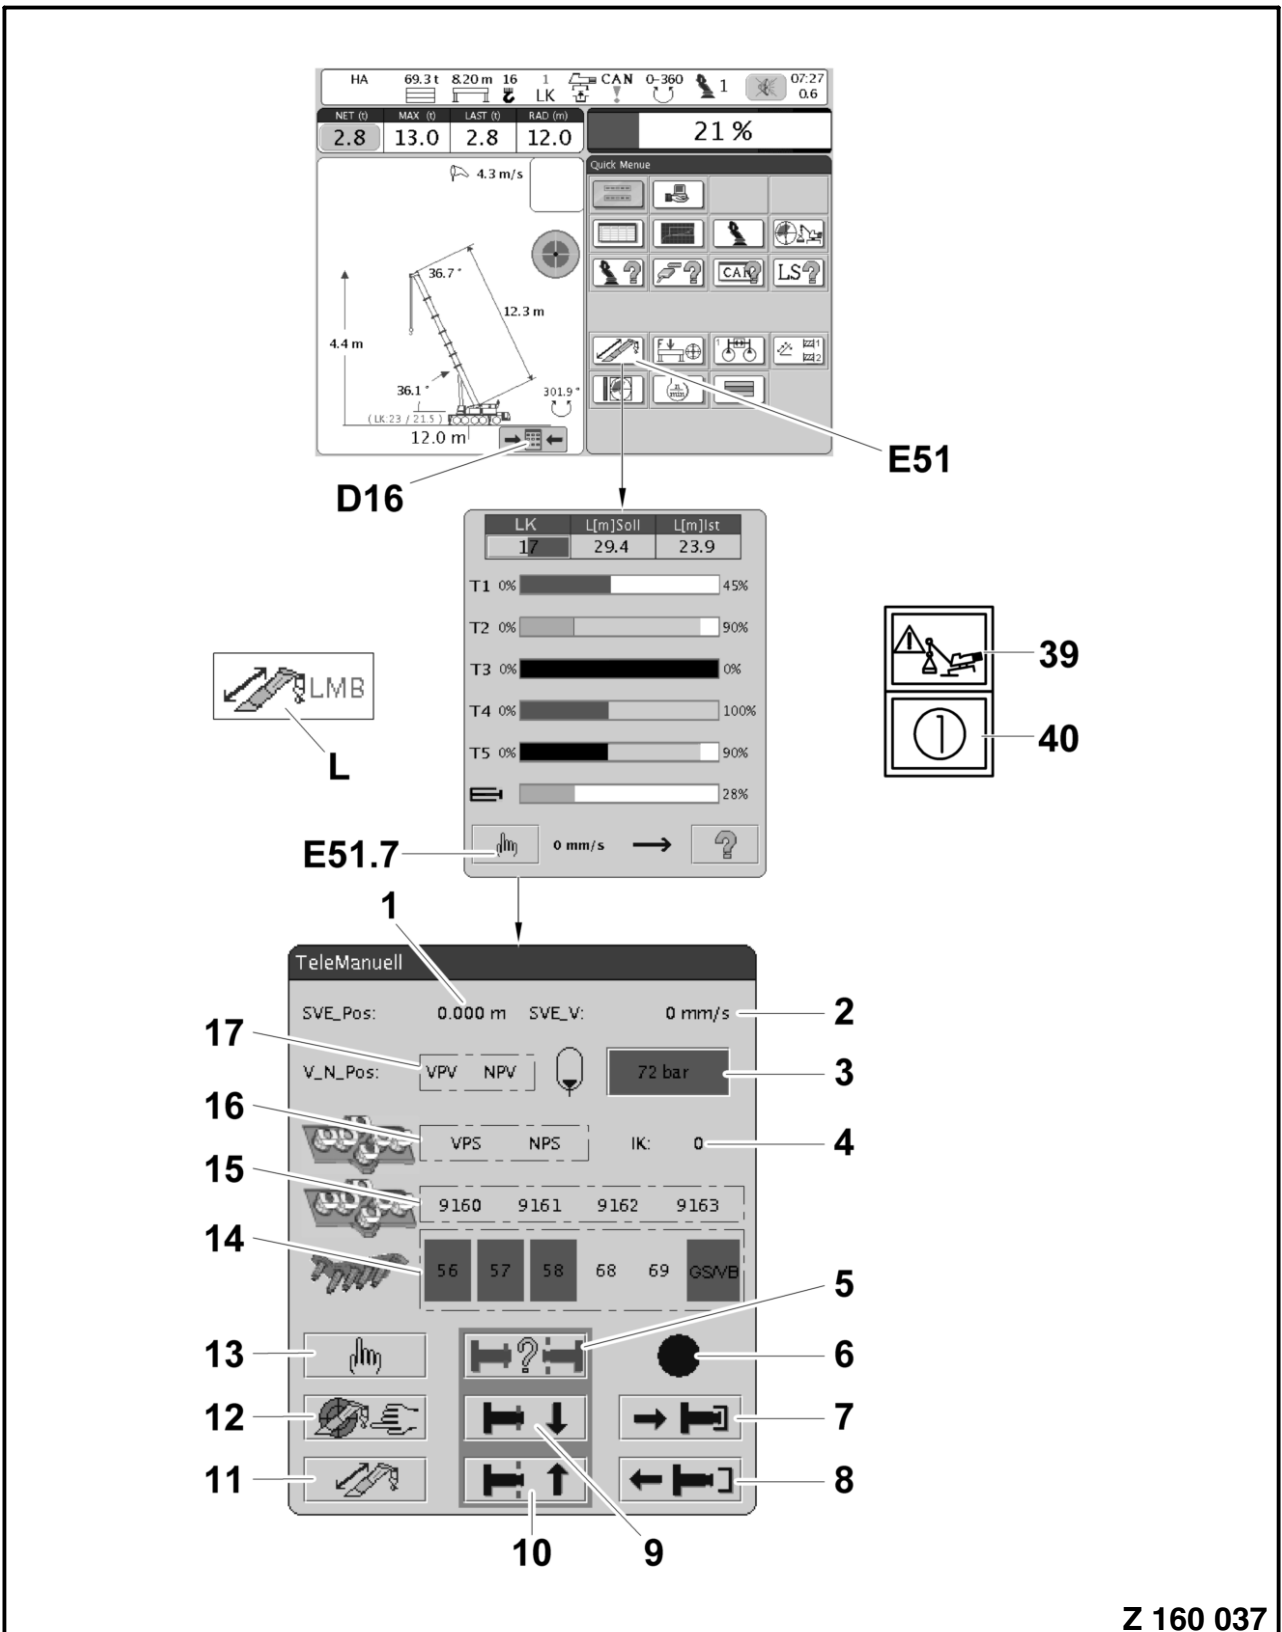 HA 69.3 t 8.20 m 16 1 LK CAN 0-360 1 07:27 0.6
NET (t) MAX (t) LAST (t) RAD (m)
2.8 13.0 2.8 12.0 21 %
Quick Menue
4.3 m/s
36.7°
12.3 m
4.4 m
36.1°
301.9°
(LK:23 / 21.5)
12.0 m
CAN
LS
F
1
1
2
n
min
E51
D16
LK L[m]Soll L[m]Ist
17 29.4 23.9
T1 0% 45%
T2 0% 90%
T3 0% 0%
T4 0% 100%
T5 0% 90%
28%
0 mm/s ?
LMB
L
39
40
E51.7
1
TeleManuell
SVE_Pos: 0.000 m SVE_V: 0 mm/s 2
17
V_N_Pos: VPV NPV 72 bar 3
16
VPS NPS IK: 0 4
15
9160 9161 9162 9163
14
56 57 58 68 69 GS/VB
5
13 ? 6
12 7
11 8
10 9
Z 160 037